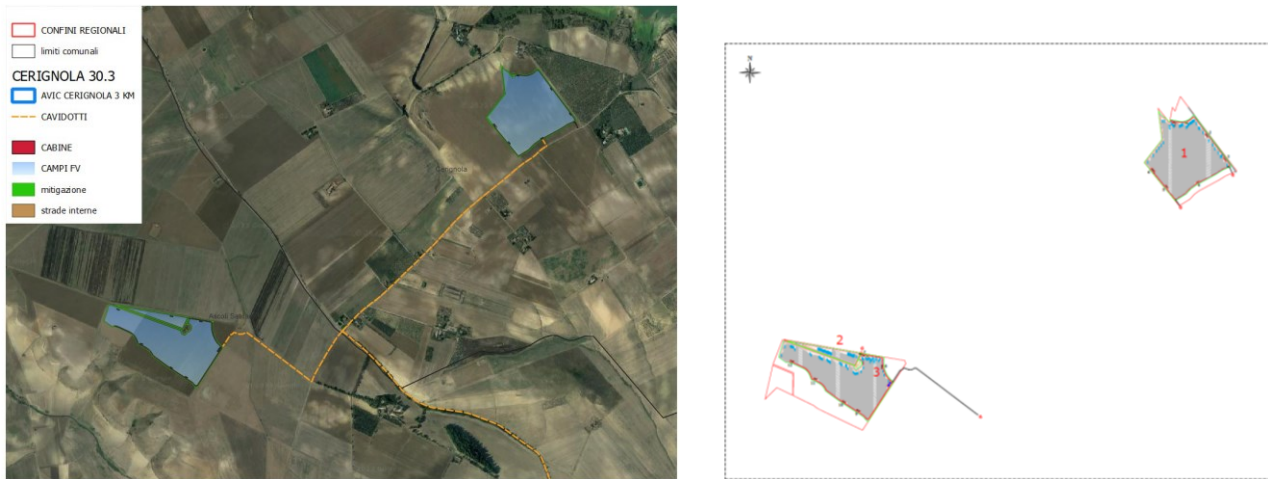 CONFINI REGIONALI
limiti comunali
CERIGNOLA 30.3
AVIC CERIGNOLA 3 KM
CAVIDOTTI
CABINE
CAMPI FV
mitigazione
strade interne
Cerignola
N
1
2
3